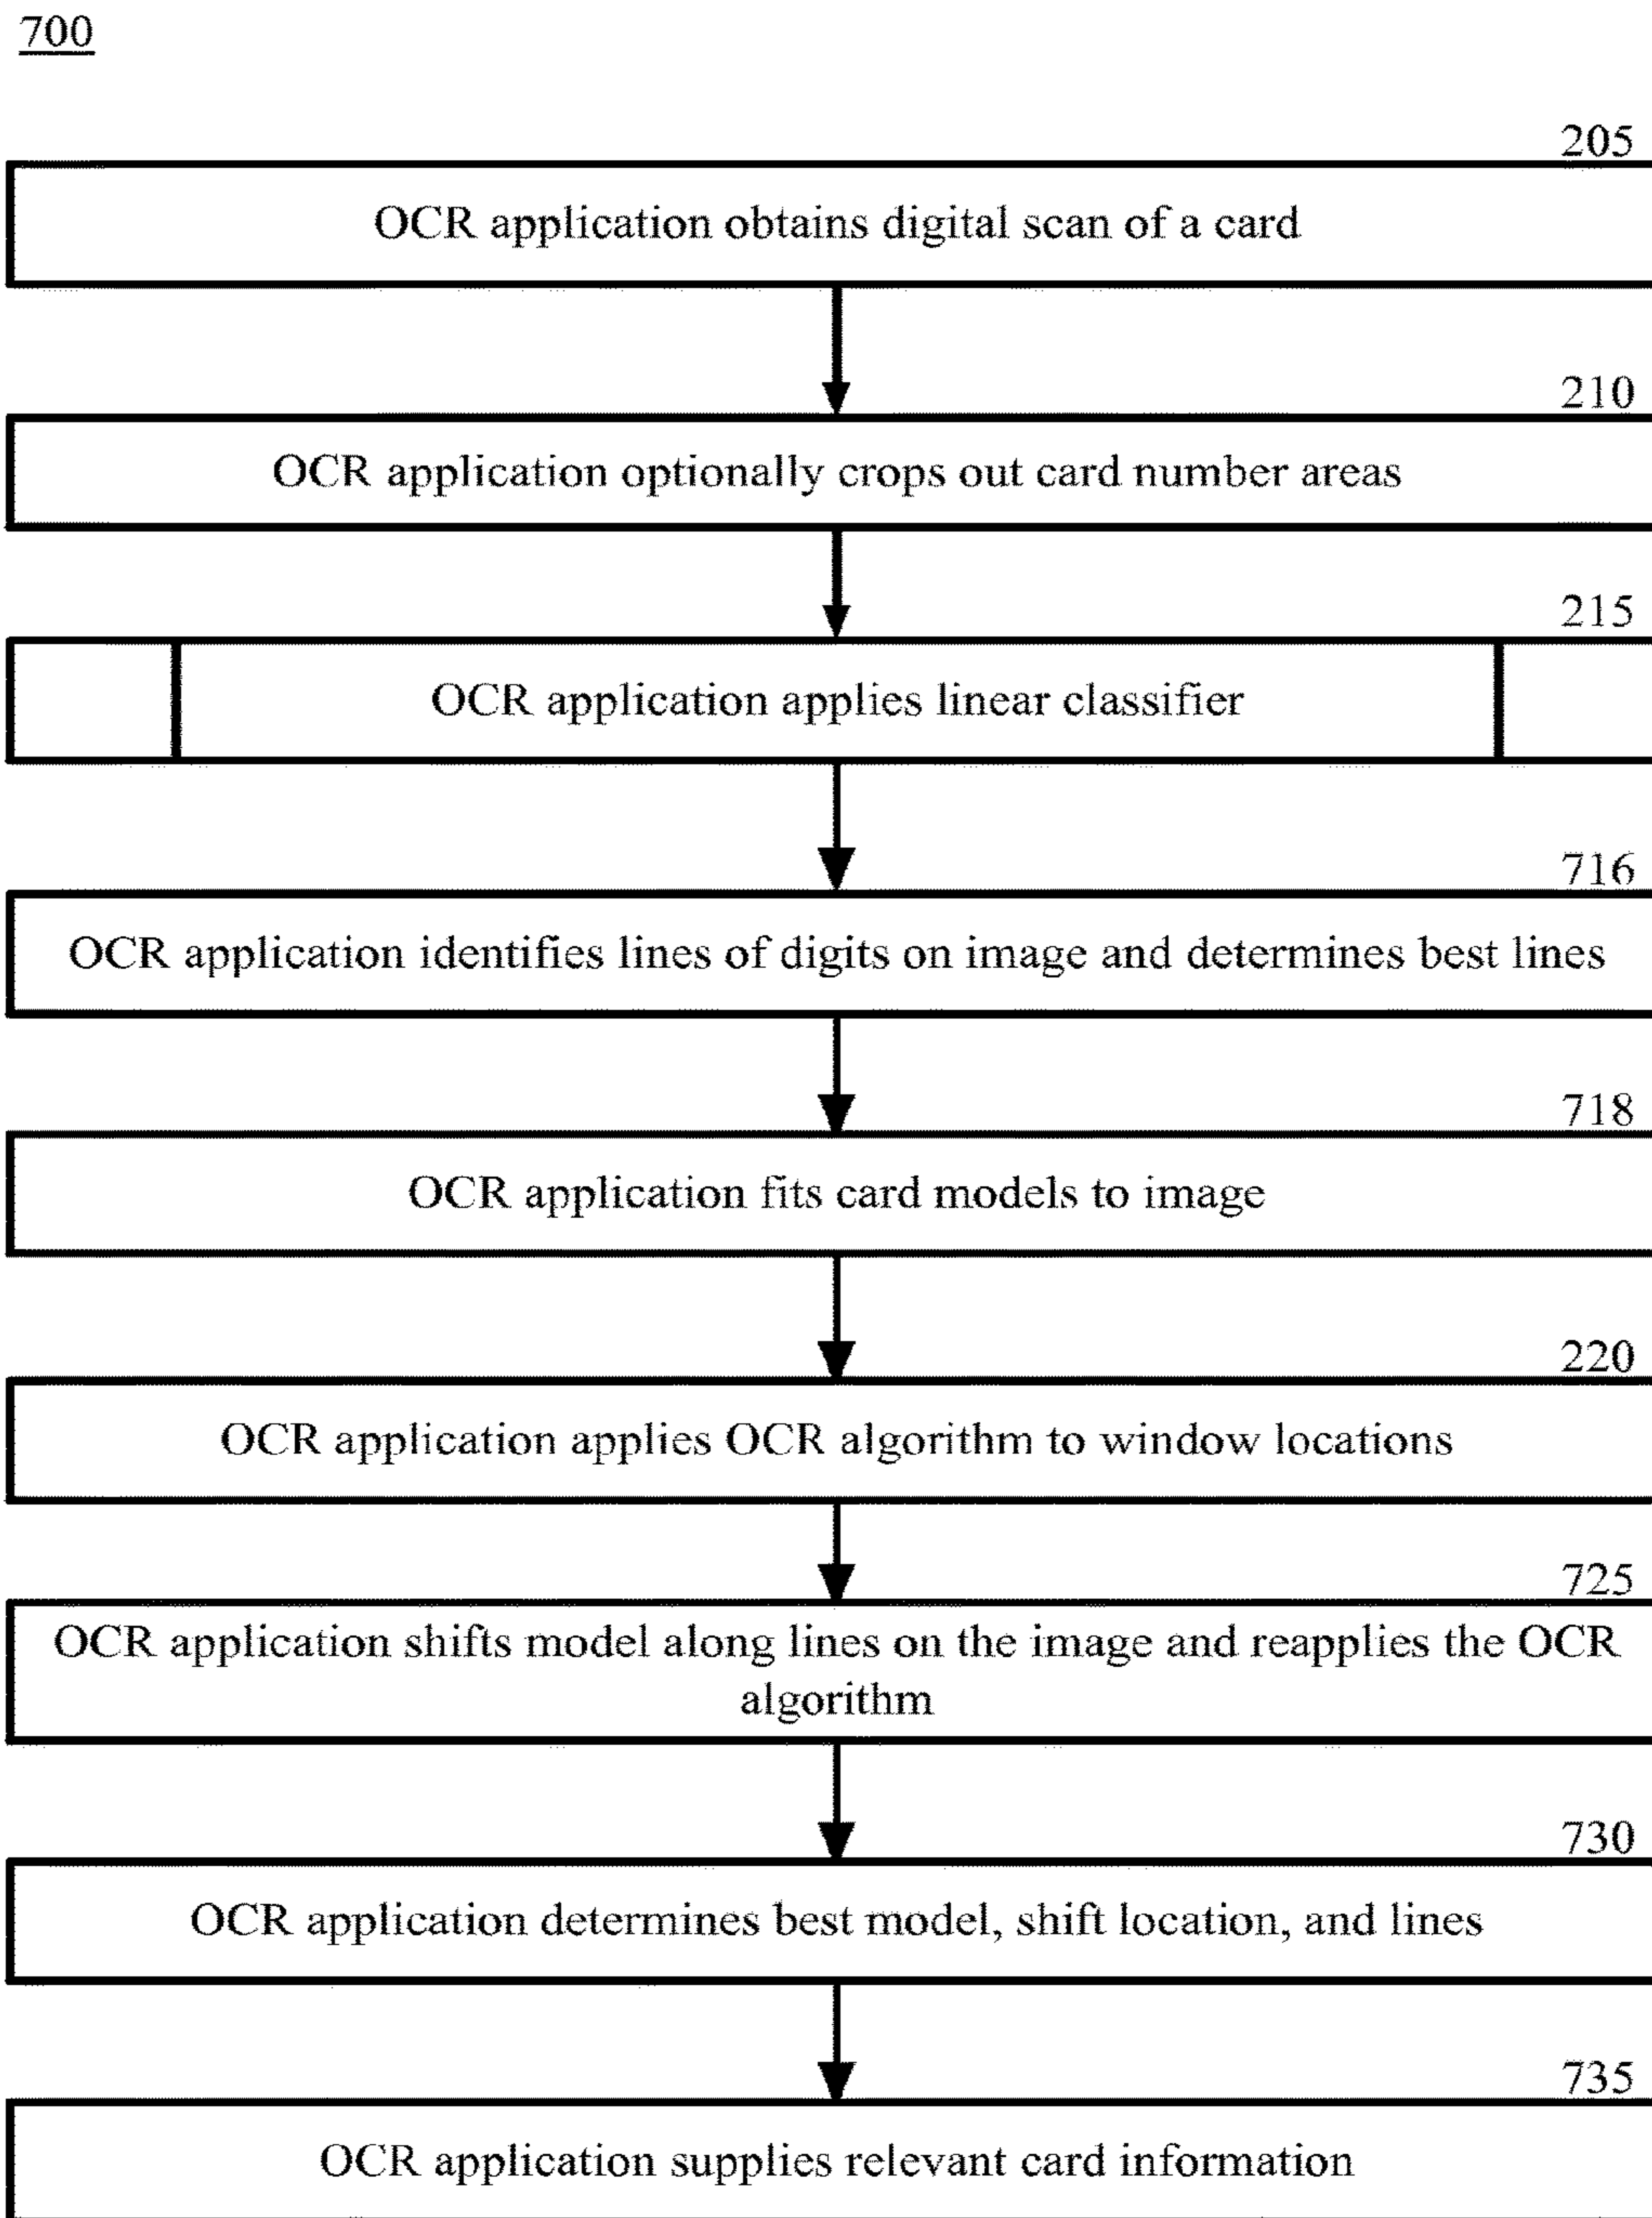 700
205
OCR application obtains digital scan of a card
210
OCR application optionally crops out card number areas
215
OCR application applies linear classifier
716
OCR application identifies lines of digits on image and determines best lines
718
OCR application fits card models to image
220
OCR application applies OCR algorithm to window locations
725
OCR application shifts model along lines on the image and reapplies the OCR
algorithm
730
OCR application determines best model, shift location, and lines
735
OCR application supplies relevant card information